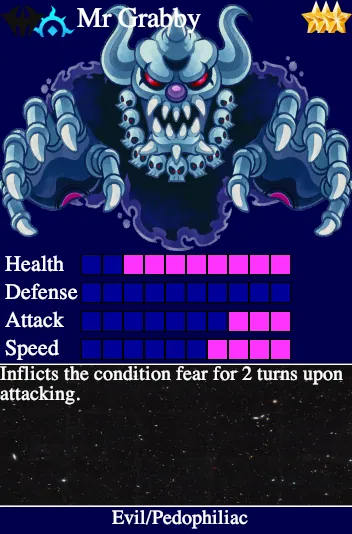 Mr Grabby
Health
Defense
Attack
Speed
Inflicts the condition fear for 2 turns upon
attacking.
Evil/Pedophiliac